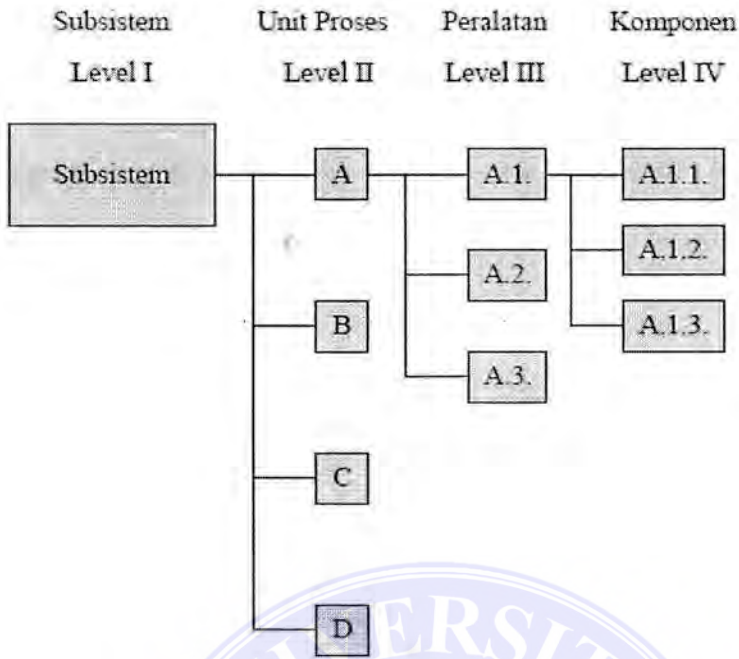 Subsistem Unit Proses Peralatan Komponen
Level I Level II Level III Level IV
Subsistem A A.1. A.1.1.
A.2. A.1.2.
B A.1.3.
A.3.
C
D